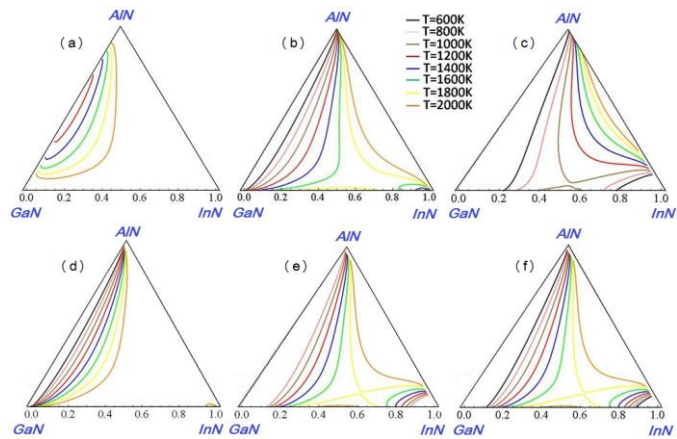 AlN
AlN
AlN
(a)
(b)
(c)
T=600K
T=800K
T=1000K
T=1200K
T=1400K
T=1600K
T=1800K
T=2000K
0.0 0.2 0.4 0.6 0.8 1.0
0.0 0.2 0.4 0.6 0.8 1.0
0.0 0.2 0.4 0.6 0.8 1.0
GaN InN
GaN InN
GaN InN
AlN
AlN
AlN
(d)
(e)
(f)
0.0 0.2 0.4 0.6 0.8 1.0
0.0 0.2 0.4 0.6 0.8 1.0
0.0 0.2 0.4 0.6 0.8 1.0
GaN InN
GaN InN
GaN InN